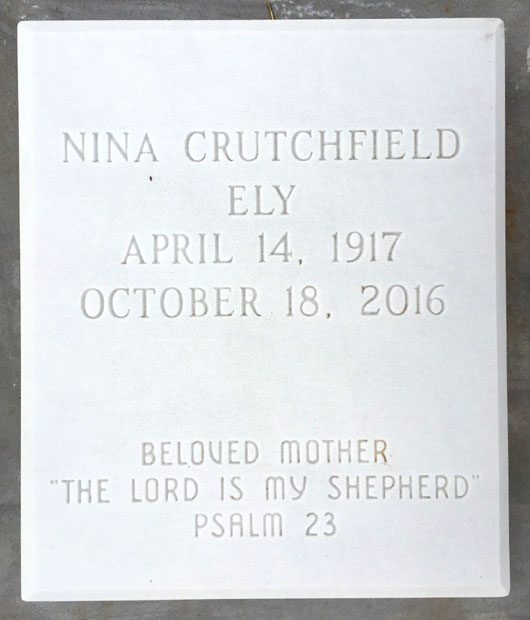 NINA CRUTCHFIELD
ELY
APRIL 14, 1917
OCTOBER 18, 2016
BELOVED MOTHER
"THE LORD IS MY SHEPHERD"
PSALM 23